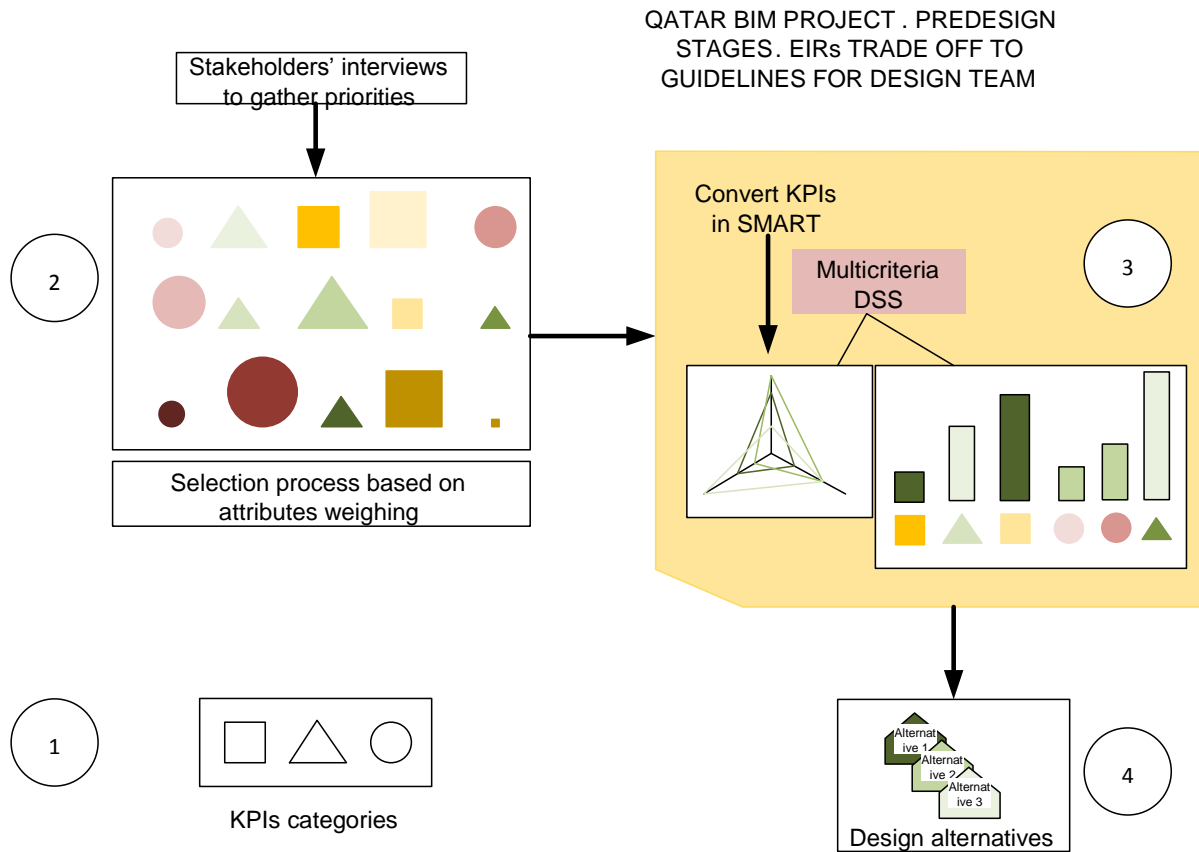 QATAR BIM PROJECT . PREDESIGN
STAGES. EIRs TRADE OFF TO
GUIDELINES FOR DESIGN TEAM
Stakeholders’ interviews
to gather priorities
2
Selection process based on
attributes weighing
Convert KPIs
in SMART
Multicriteria
DSS
3
1
KPIs categories
Alternat
ive 1
Alternat
ive 2
Alternat
ive 3
Design alternatives
4